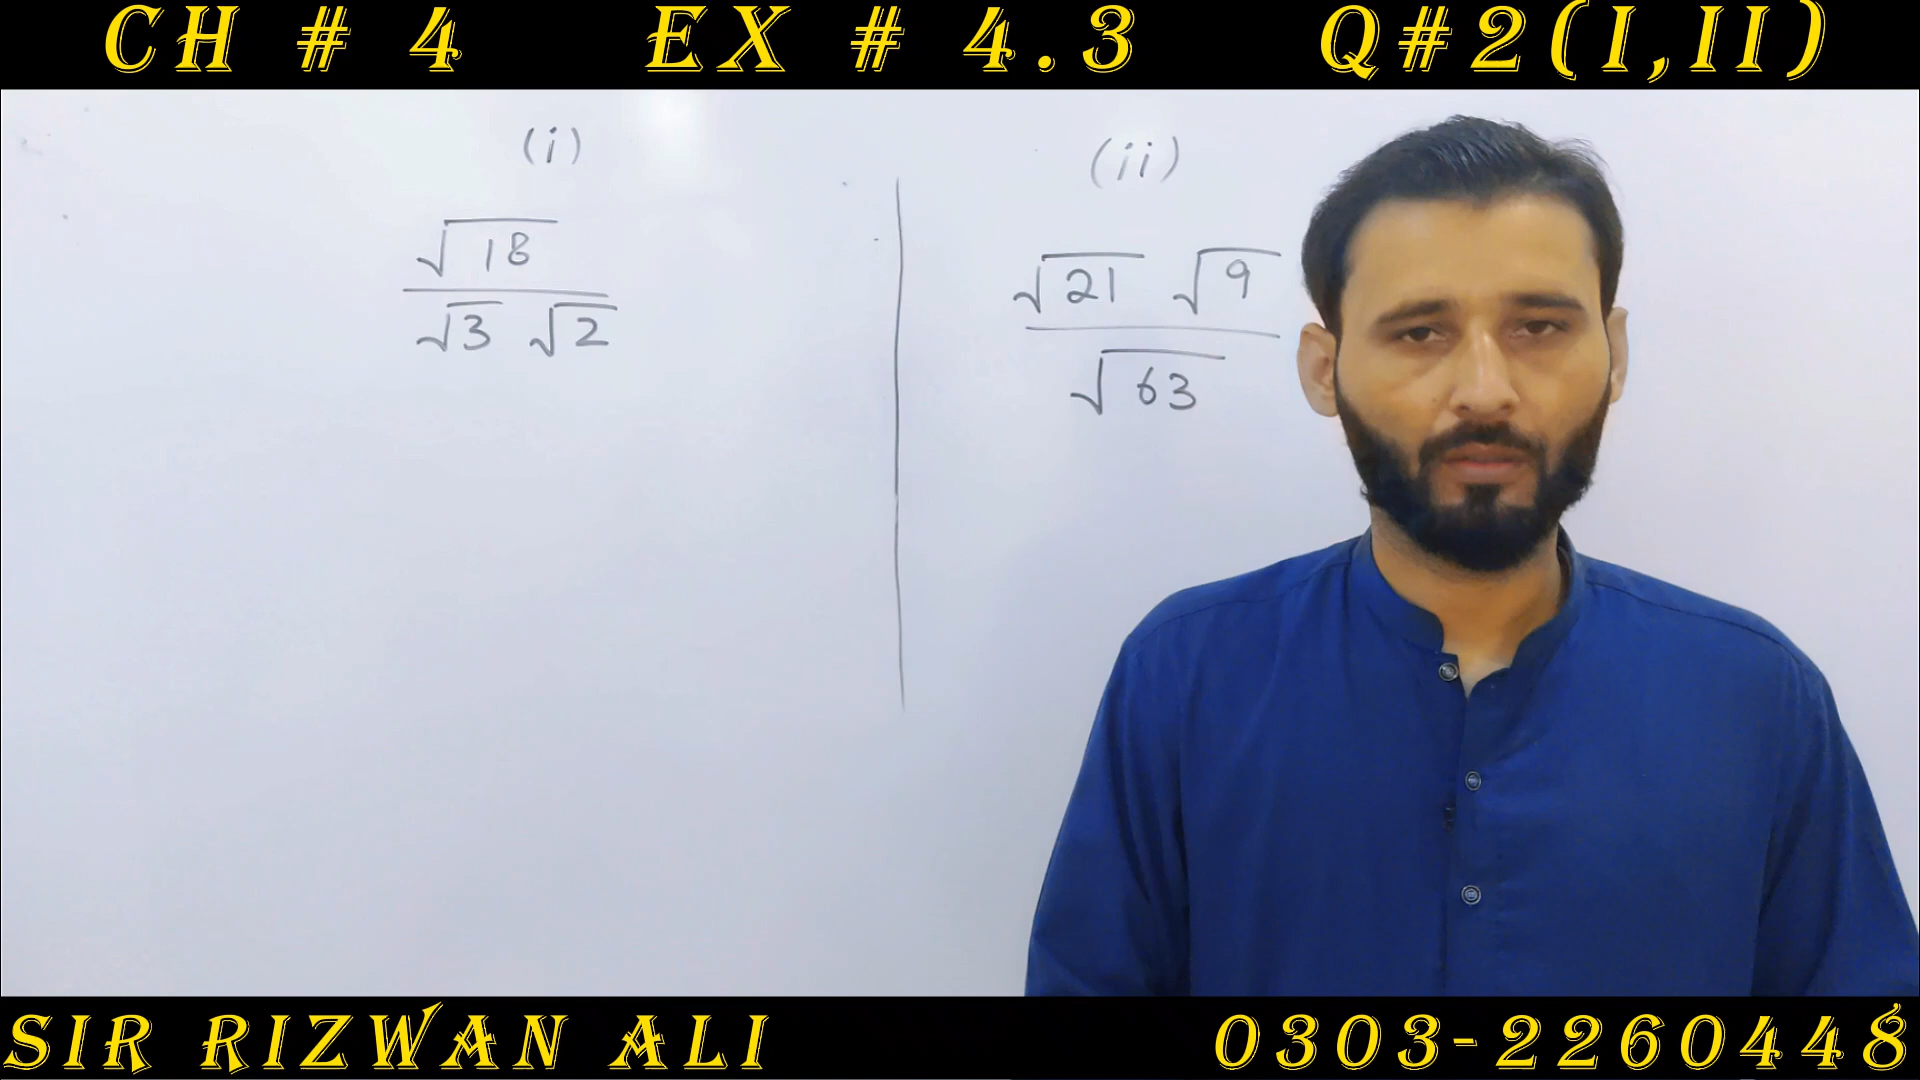 CH # 4 EX # 4.3 Q#2(I,II)
(i)
√18
√3 √2
(ii)
√21 √9
√63
SIR RIZWAN ALI 0303-2260448